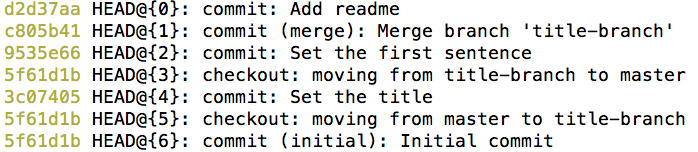 d2d37aa HEAD@{0}: commit: Add readme
c805b41 HEAD@{1}: commit (merge): Merge branch 'title-branch'
9535e66 HEAD@{2}: commit: Set the first sentence
5f61d1b HEAD@{3}: checkout: moving from title-branch to master
3c07405 HEAD@{4}: commit: Set the title
5f61d1b HEAD@{5}: checkout: moving from master to title-branch
5f61d1b HEAD@{6}: commit (initial): Initial commit